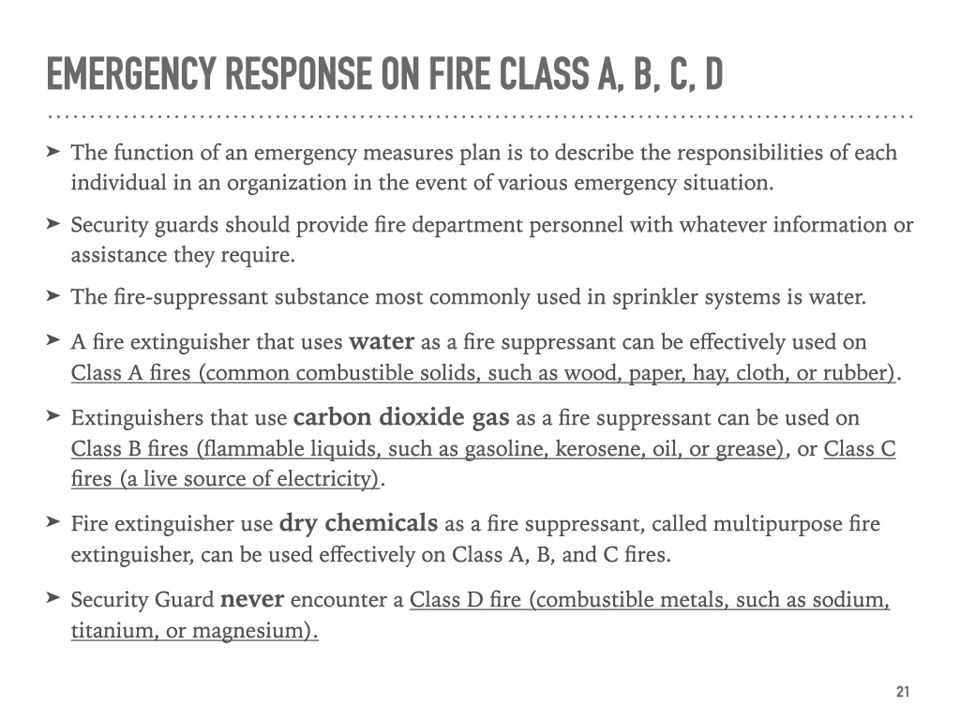 EMERGENCY RESPONSE ON FIRE CLASS A, B, C, D
➤ The function of an emergency measures plan is to describe the responsibilities of each
individual in an organization in the event of various emergency situation.
➤ Security guards should provide fire department personnel with whatever information or
assistance they require.
➤ The fire-suppressant substance most commonly used in sprinkler systems is water.
➤ A fire extinguisher that uses water as a fire suppressant can be effectively used on
Class A fires (common combustible solids, such as wood, paper, hay, cloth, or rubber).
➤ Extinguishers that use carbon dioxide gas as a fire suppressant can be used on
Class B fires (flammable liquids, such as gasoline, kerosene, oil, or grease), or Class C
fires (a live source of electricity).
➤ Fire extinguisher use dry chemicals as a fire suppressant, called multipurpose fire
extinguisher, can be used effectively on Class A, B, and C fires.
➤ Security Guard never encounter a Class D fire (combustible metals, such as sodium,
titanium, or magnesium).
21